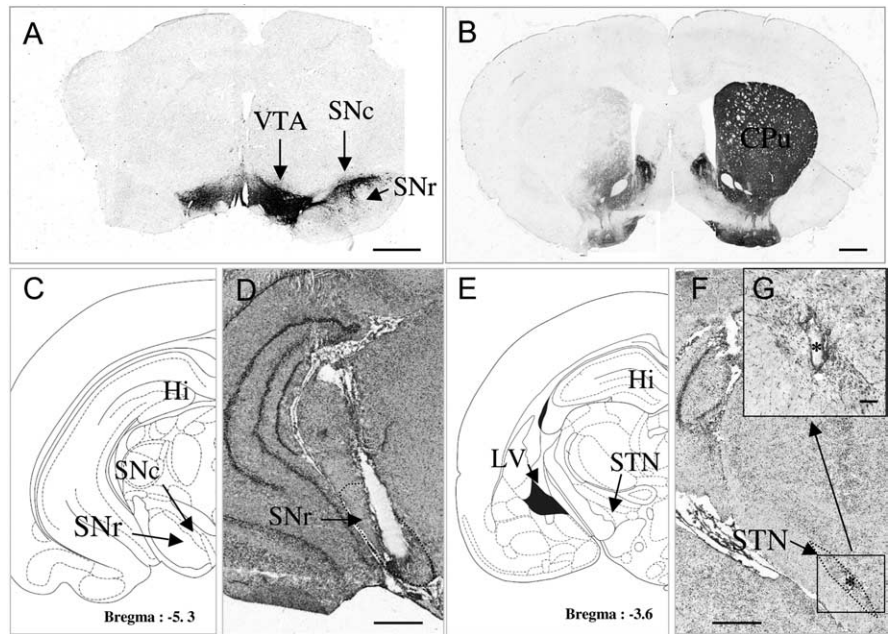 A
VTA
SNc
SNr
B
CPu
C
Hi
SNc
SNr
Bregma : -5. 3
D
SNr
E
Hi
LV
STN
Bregma : -3.6
F
G
*
STN
*